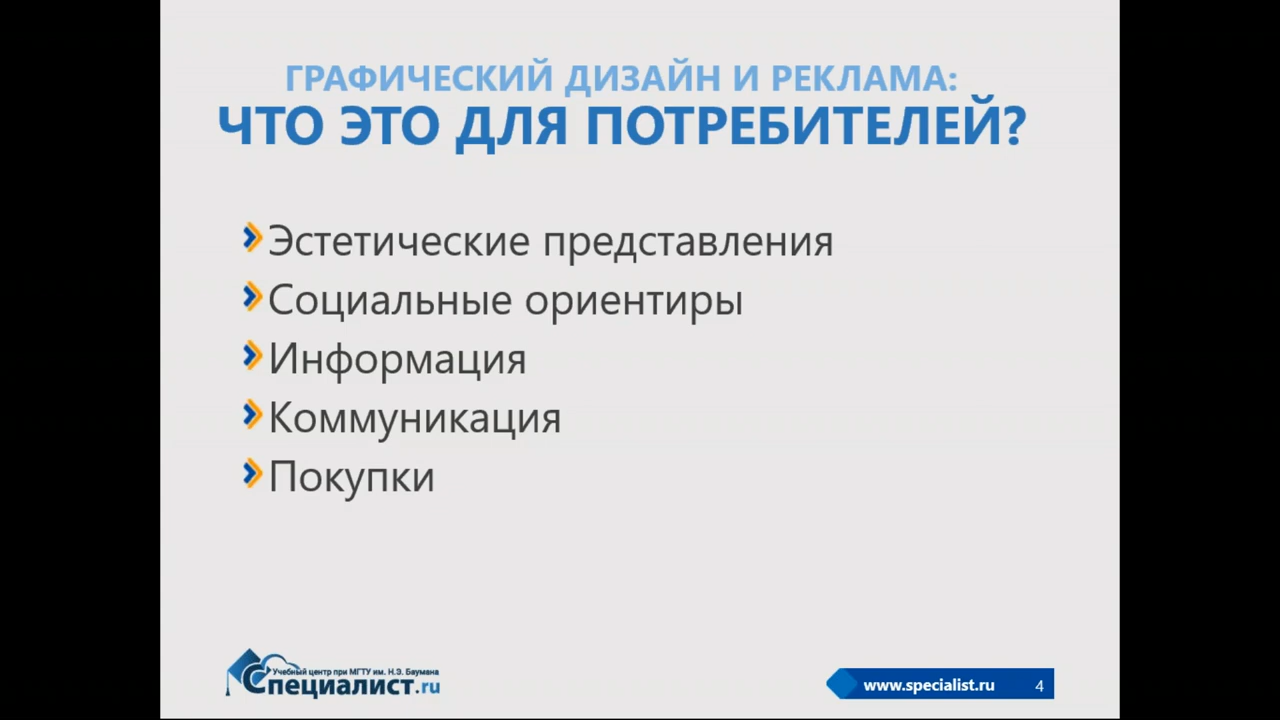 ГРАФИЧЕСКИЙ ДИЗАЙН И РЕКЛАМА:
ЧТО ЭТО ДЛЯ ПОТРЕБИТЕЛЕЙ?
Эстетические представления
Социальные ориентиры
Информация
Коммуникация
Покупки
Учебный центр при МГТУ им. Н.Э. Баумана
Специалист.ru
www.specialist.ru 4